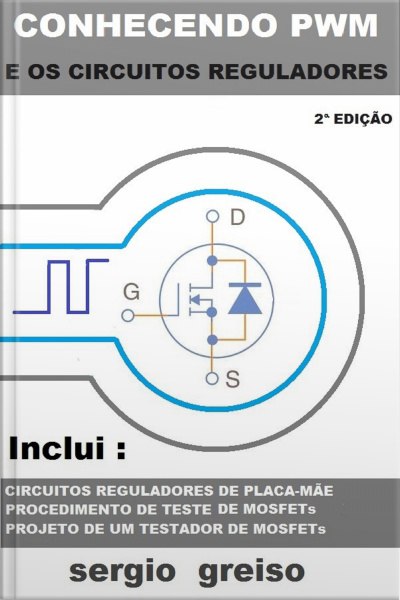 CONHECENDO PWM
E OS CIRCUITOS REGULADORES
2ª EDIÇÃO
D
G
S
Inclui :
CIRCUITOS REGULADORES DE PLACA-MÃE
PROCEDIMENTO DE TESTE DE MOSFETs
PROJETO DE UM TESTADOR DE MOSFETs
sergio greiso